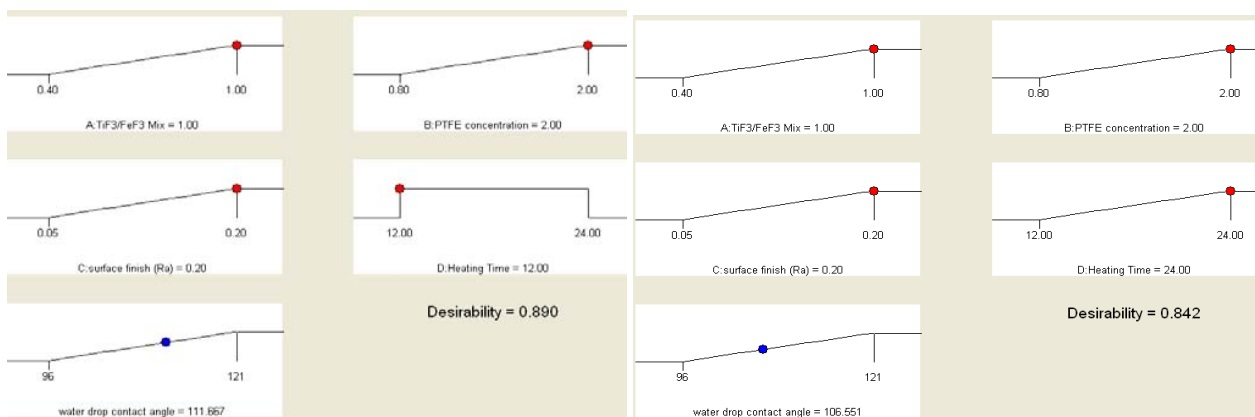 0.40 1.00
A:TiF3/FeF3 Mix = 1.00
0.80 2.00
B:PTFE concentration = 2.00
0.05 0.20
C:surface finish (Ra) = 0.20
12.00 24.00
D:Heating Time = 12.00
96 121
water drop contact angle = 111.667
Desirability = 0.890
0.40 1.00
A:TiF3/FeF3 Mix = 1.00
0.80 2.00
B:PTFE concentration = 2.00
0.05 0.20
C:surface finish (Ra) = 0.20
12.00 24.00
D:Heating Time = 24.00
96 121
water drop contact angle = 106.551
Desirability = 0.842